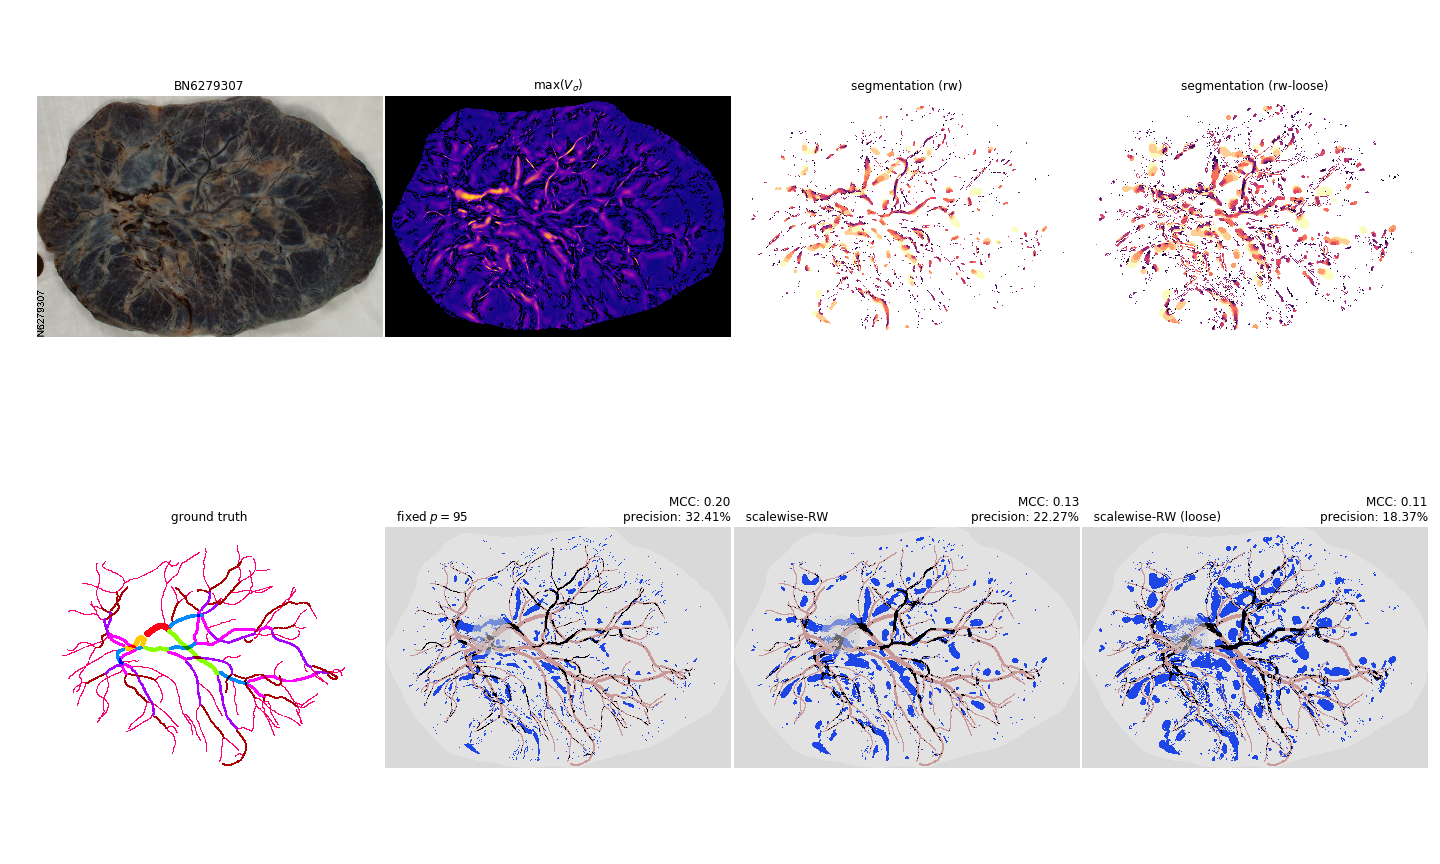 BN6279307
max(V_σ)
segmentation (rw)
segmentation (rw-loose)
N6279307
ground truth
fixed p = 95
MCC: 0.20
precision: 32.41%
scalewise-RW
MCC: 0.13
precision: 22.27%
scalewise-RW (loose)
MCC: 0.11
precision: 18.37%